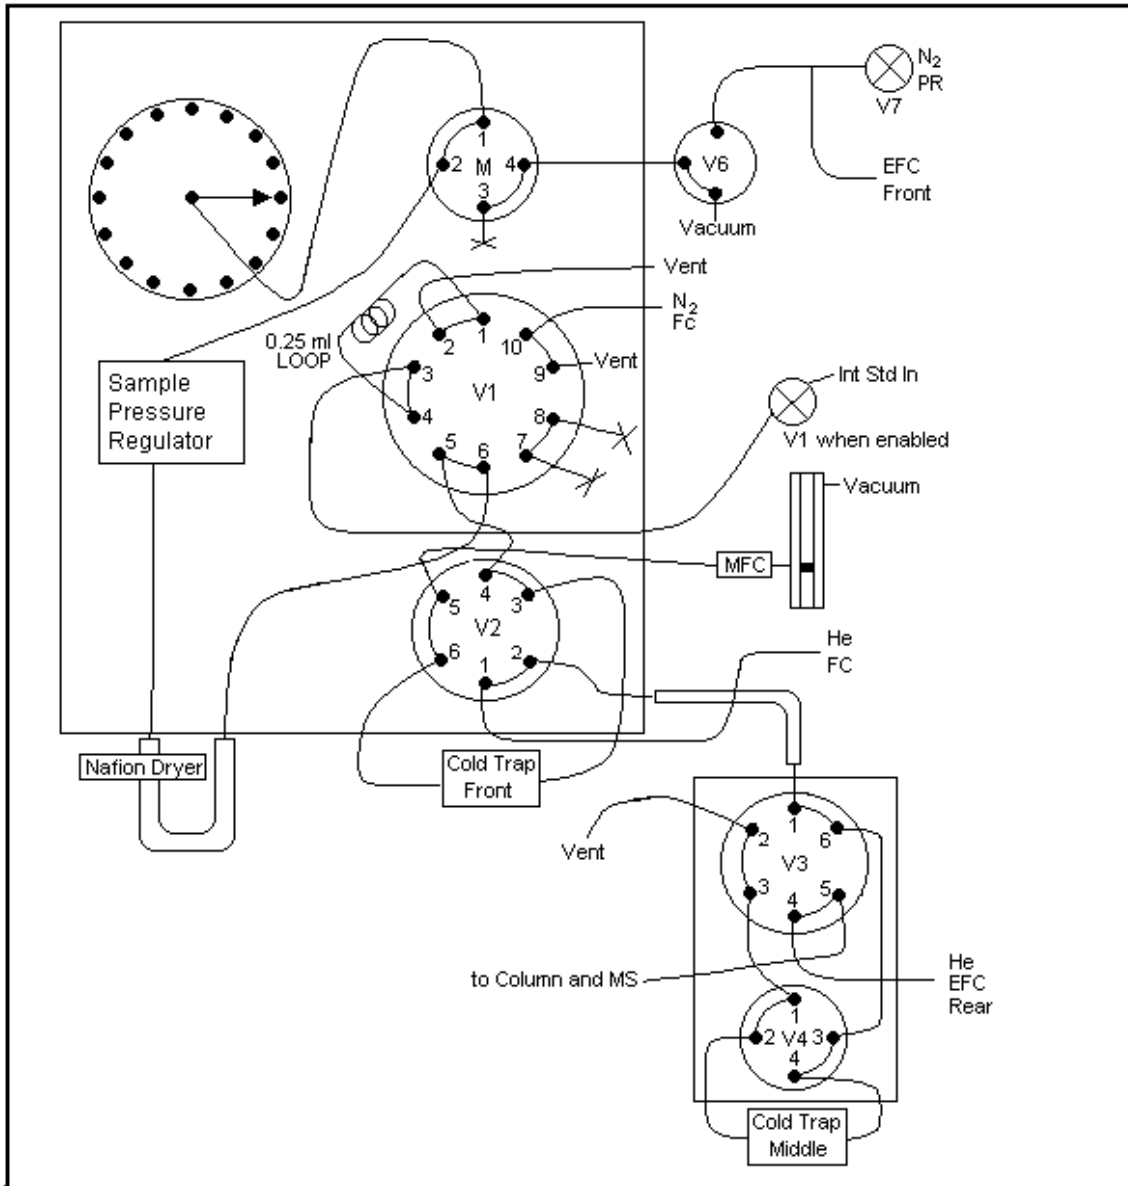 N2
PR
V7
1
2
M
4
3
V6
EFC
Front
Vacuum
Vent
N2
Fc
0.25 ml
LOOP
1
2
10
Vent
3
9
Int Std In
Sample
Pressure
Regulator
V1
4
8
5
6
7
V1 when enabled
Vacuum
MFC
4
5
3
V2
6
1
2
He
FC
Nafion Dryer
Cold Trap
Front
1
2
6
Vent
V3
3
4
5
to Column and MS
He
EFC
Rear
1
2
V4
3
4
Cold Trap
Middle